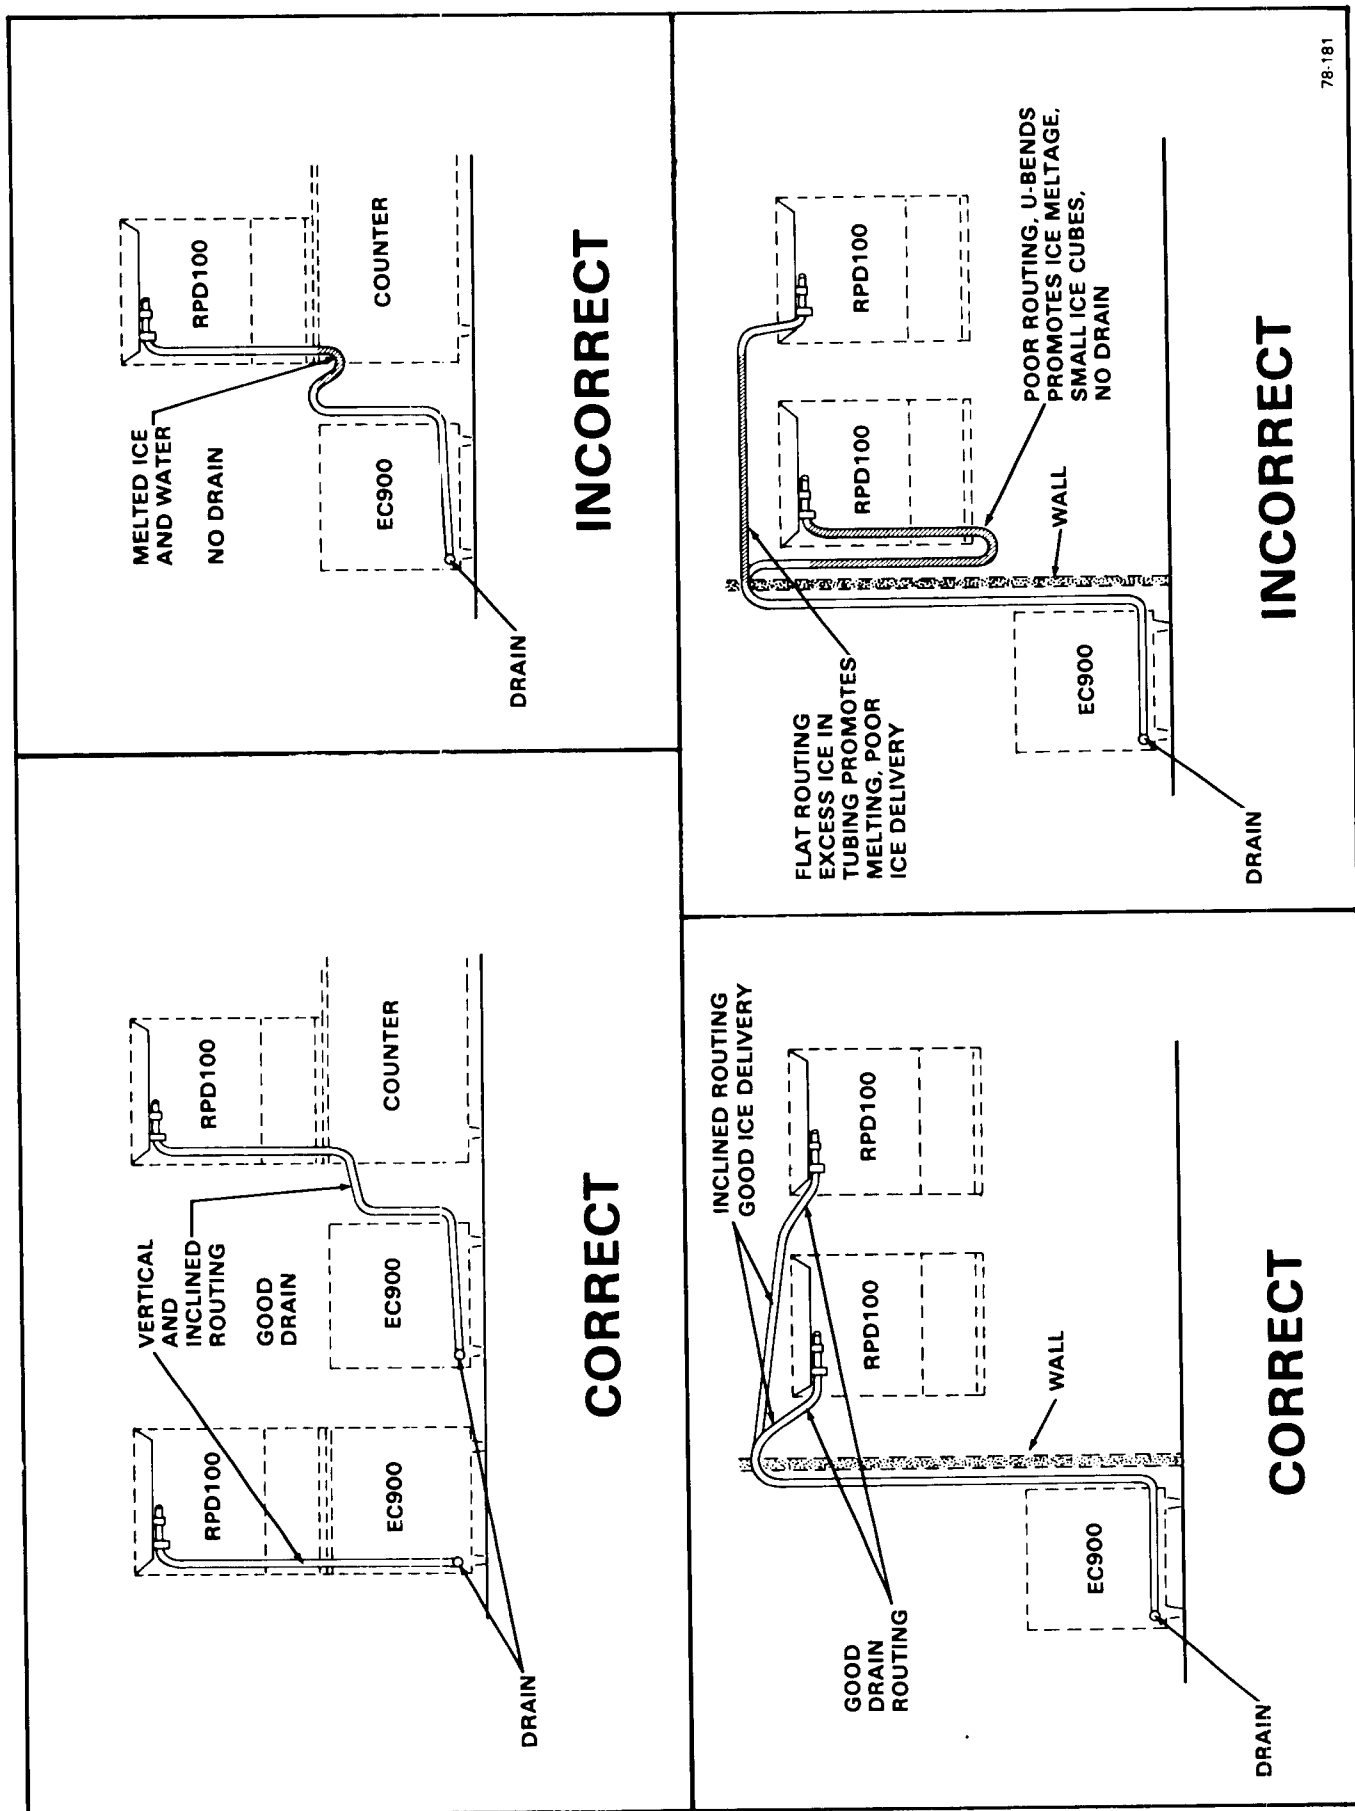 VERTICAL
AND
INCLINED
ROUTING
GOOD
DRAIN
RPD100
EC900
RPD100
COUNTER
EC900
DRAIN
CORRECT
MELTED ICE
AND WATER
NO DRAIN
RPD100
COUNTER
EC900
DRAIN
INCORRECT
INCLINED ROUTING
GOOD ICE DELIVERY
RPD100
RPD100
GOOD
DRAIN
ROUTING
WALL
EC900
DRAIN
CORRECT
FLAT ROUTING
EXCESS ICE IN
TUBING PROMOTES
MELTING, POOR
ICE DELIVERY
RPD100
RPD100
POOR ROUTING, U-BENDS
PROMOTES ICE MELTAGE,
SMALL ICE CUBES,
NO DRAIN
WALL
EC900
DRAIN
INCORRECT
78-181